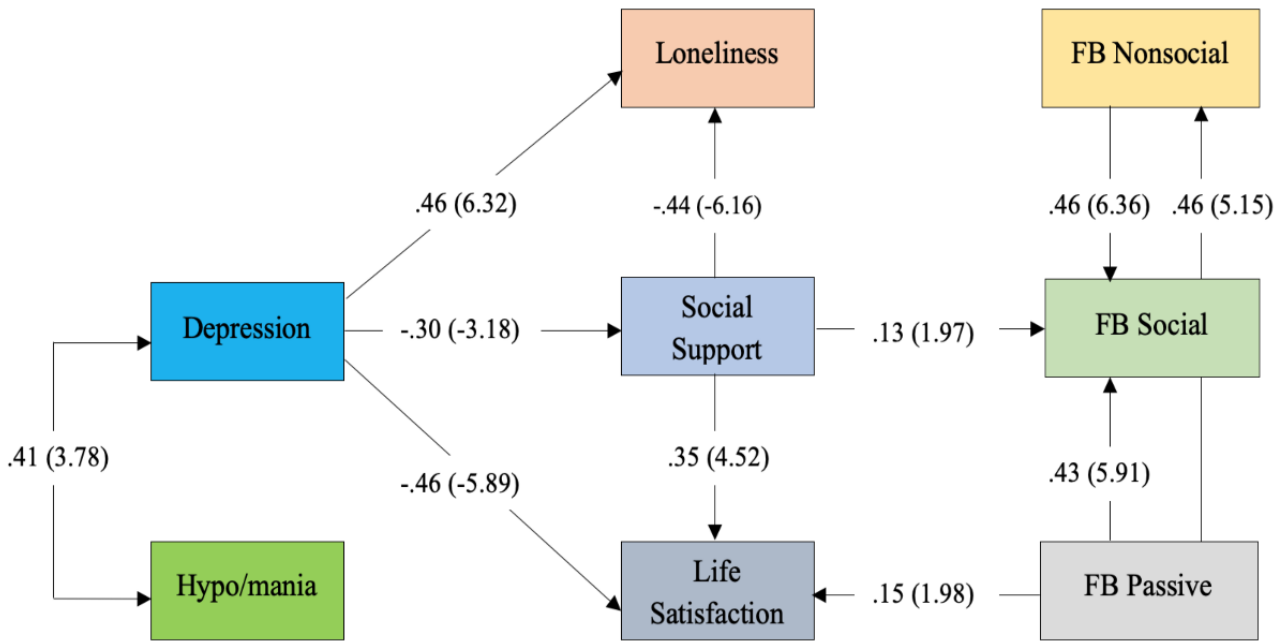 Loneliness
FB Nonsocial
.46 (6.32)
-.44 (-6.16)
.46 (6.36)
.46 (5.15)
Depression
-.30 (-3.18)
Social
Support
.13 (1.97)
FB Social
.41 (3.78)
-.46 (-5.89)
.35 (4.52)
.43 (5.91)
Hypo/mania
Life
Satisfaction
.15 (1.98)
FB Passive